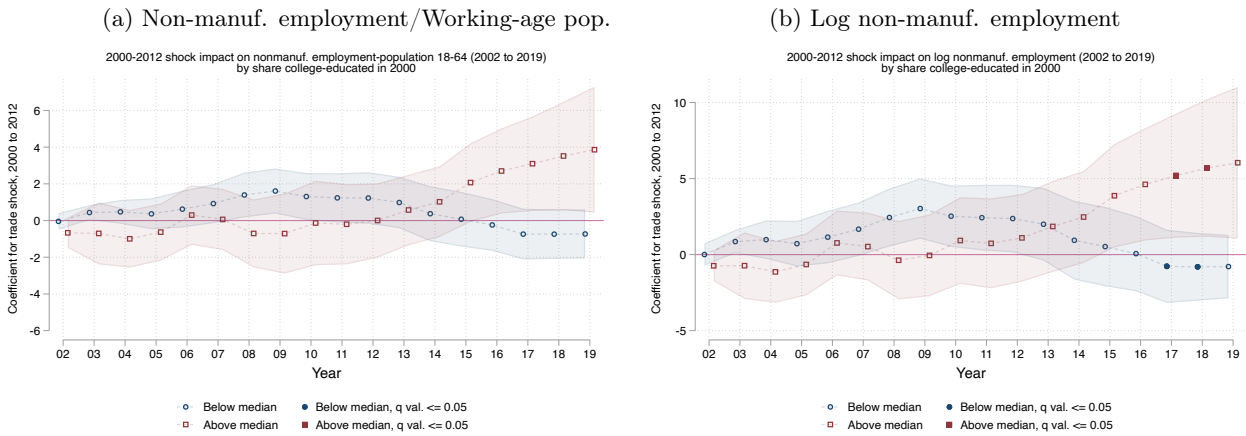 (a) Non-manuf. employment/Working-age pop.
2000-2012 shock impact on nonmanuf. employment-population 18-64 (2002 to 2019)
by share college-educated in 2000
Coefficient for trade shock, 2000 to 2012
6
4
2
0
-2
-4
-6
02 03 04 05 06 07 08 09 10 11 12 13 14 15 16 17 18 19
Year
Below median Below median, q val. <= 0.05
Above median Above median, q val. <= 0.05
(b) Log non-manuf. employment
2000-2012 shock impact on log nonmanuf. employment (2002 to 2019)
by share college-educated in 2000
Coefficient for trade shock, 2000 to 2012
10
5
0
-5
02 03 04 05 06 07 08 09 10 11 12 13 14 15 16 17 18 19
Year
Below median Below median, q val. <= 0.05
Above median Above median, q val. <= 0.05